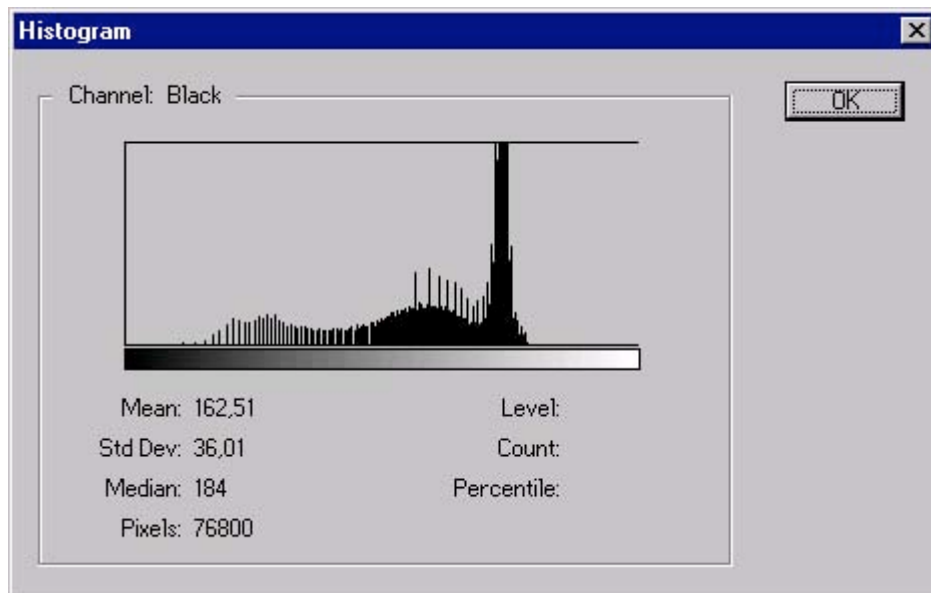 Histogram
Channel: Black
OK
Mean: 162,51
Level:
Std Dev: 36,01
Count:
Median: 184
Percentile:
Pixels: 76800